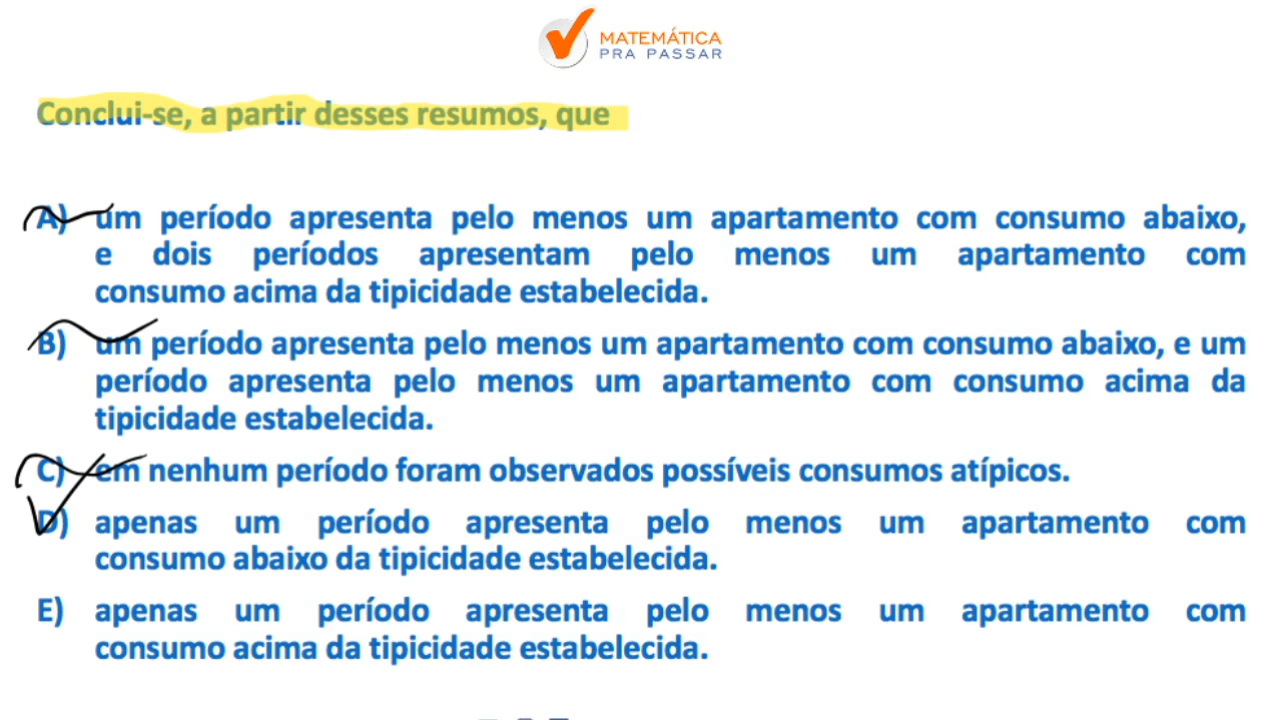 MATEMÁTICA
PRA PASSAR
Conclui-se, a partir desses resumos, que
A) um período apresenta pelo menos um apartamento com consumo abaixo,
e dois períodos apresentam pelo menos um apartamento com
consumo acima da tipicidade estabelecida.
B) um período apresenta pelo menos um apartamento com consumo abaixo, e um
período apresenta pelo menos um apartamento com consumo acima da
tipicidade estabelecida.
C) em nenhum período foram observados possíveis consumos atípicos.
D) apenas um período apresenta pelo menos um apartamento com
consumo abaixo da tipicidade estabelecida.
E) apenas um período apresenta pelo menos um apartamento com
consumo acima da tipicidade estabelecida.